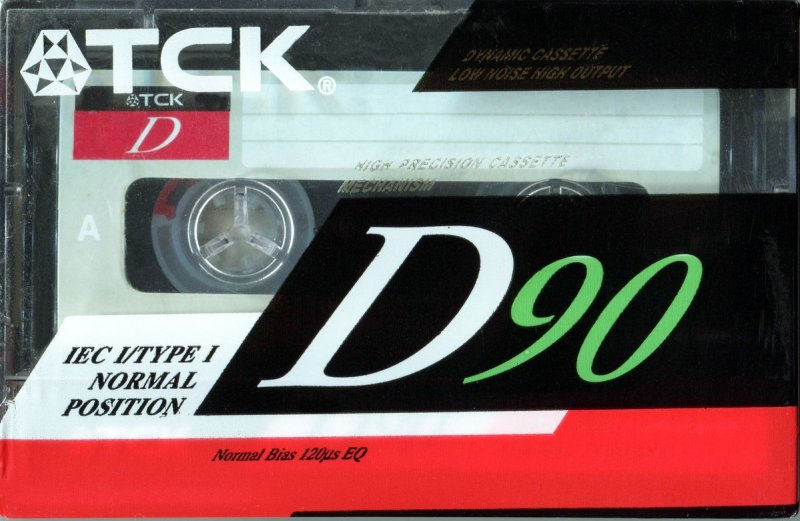 TCK®
DYNAMIC CASSETTE
LOW NOISE HIGH OUTPUT
TCK
D
HIGH PRECISION CASSETTE
MECHANISM
A
D90
IEC I/TYPE I
NORMAL
POSITION
Normal Bias 120µs EQ